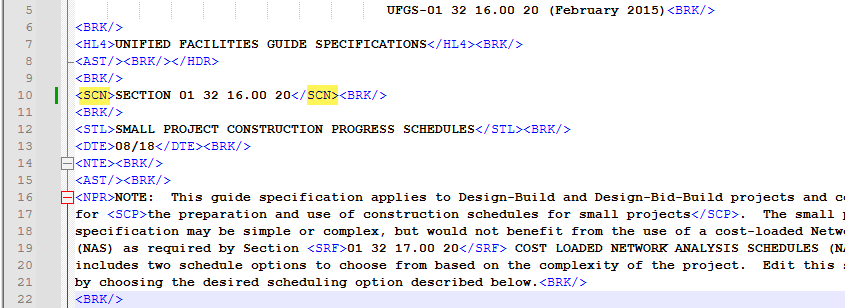 5 UFGS-01 32 16.00 20 (February 2015)<BRK/>
6 <BRK/>
7 <HL4>UNIFIED FACILITIES GUIDE SPECIFICATIONS</HL4><BRK/>
8 <AST/><BRK/></HDR>
9 <BRK/>
10 <SCN>SECTION 01 32 16.00 20</SCN><BRK/>
11 <BRK/>
12 <STL>SMALL PROJECT CONSTRUCTION PROGRESS SCHEDULES</STL><BRK/>
13 <DTE>08/18</DTE><BRK/>
14 <NTE><BRK/>
15 <AST/><BRK/>
16 <NPR>NOTE:  This guide specification applies to Design-Build and Design-Bid-Build projects and
17 for <SCP>the preparation and use of construction schedules for small projects</SCP>.  The small
18 specification may be simple or complex, but would not benefit from the use of a cost-loaded
19 (NAS) as required by Section <SRF>01 32 17.00 20</SRF> COST LOADED NETWORK ANALYSIS SCHEDULES
20 includes two schedule options to choose from based on the complexity of the project.  Edit this
21 by choosing the desired scheduling option described below.<BRK/>
22 <BRK/>